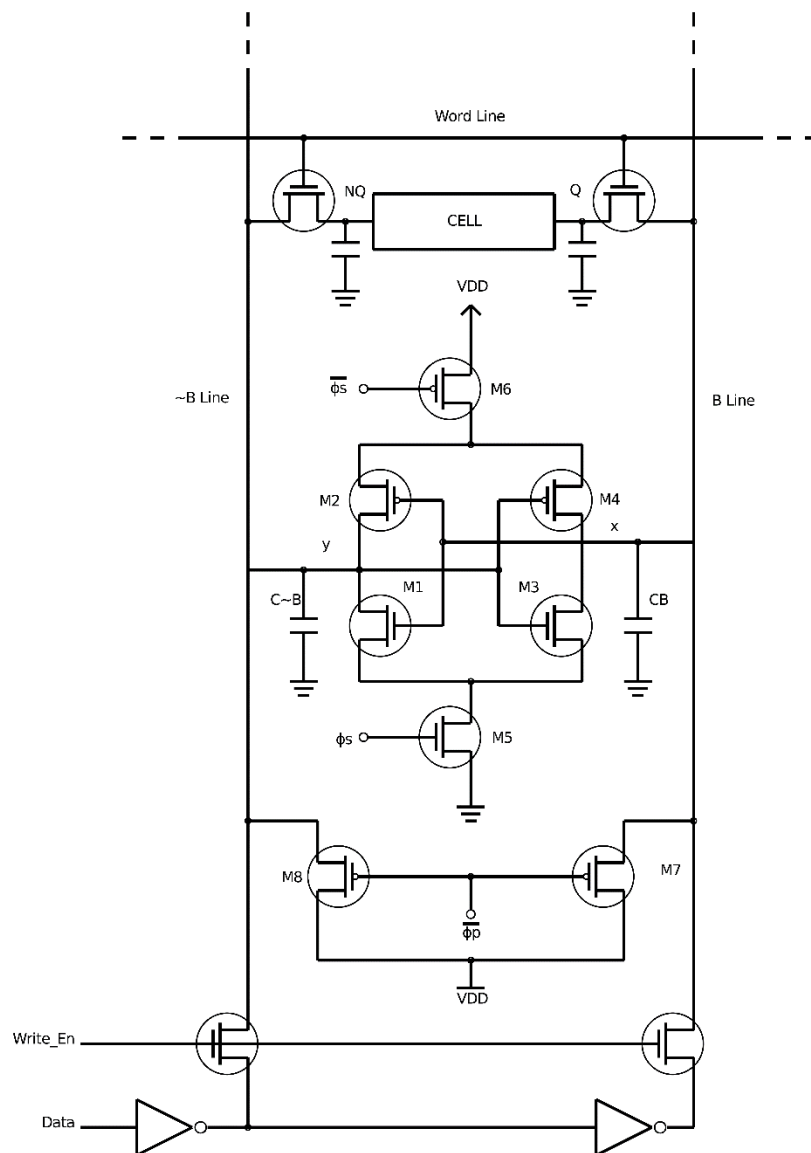 Word Line
NQ
Q
CELL
VDD
ϕs
M6
~B Line
B Line
M2
M4
x
y
C~B
M1
M3
CB
ϕs
M5
M8
M7
ϕp
VDD
Write_En
Data